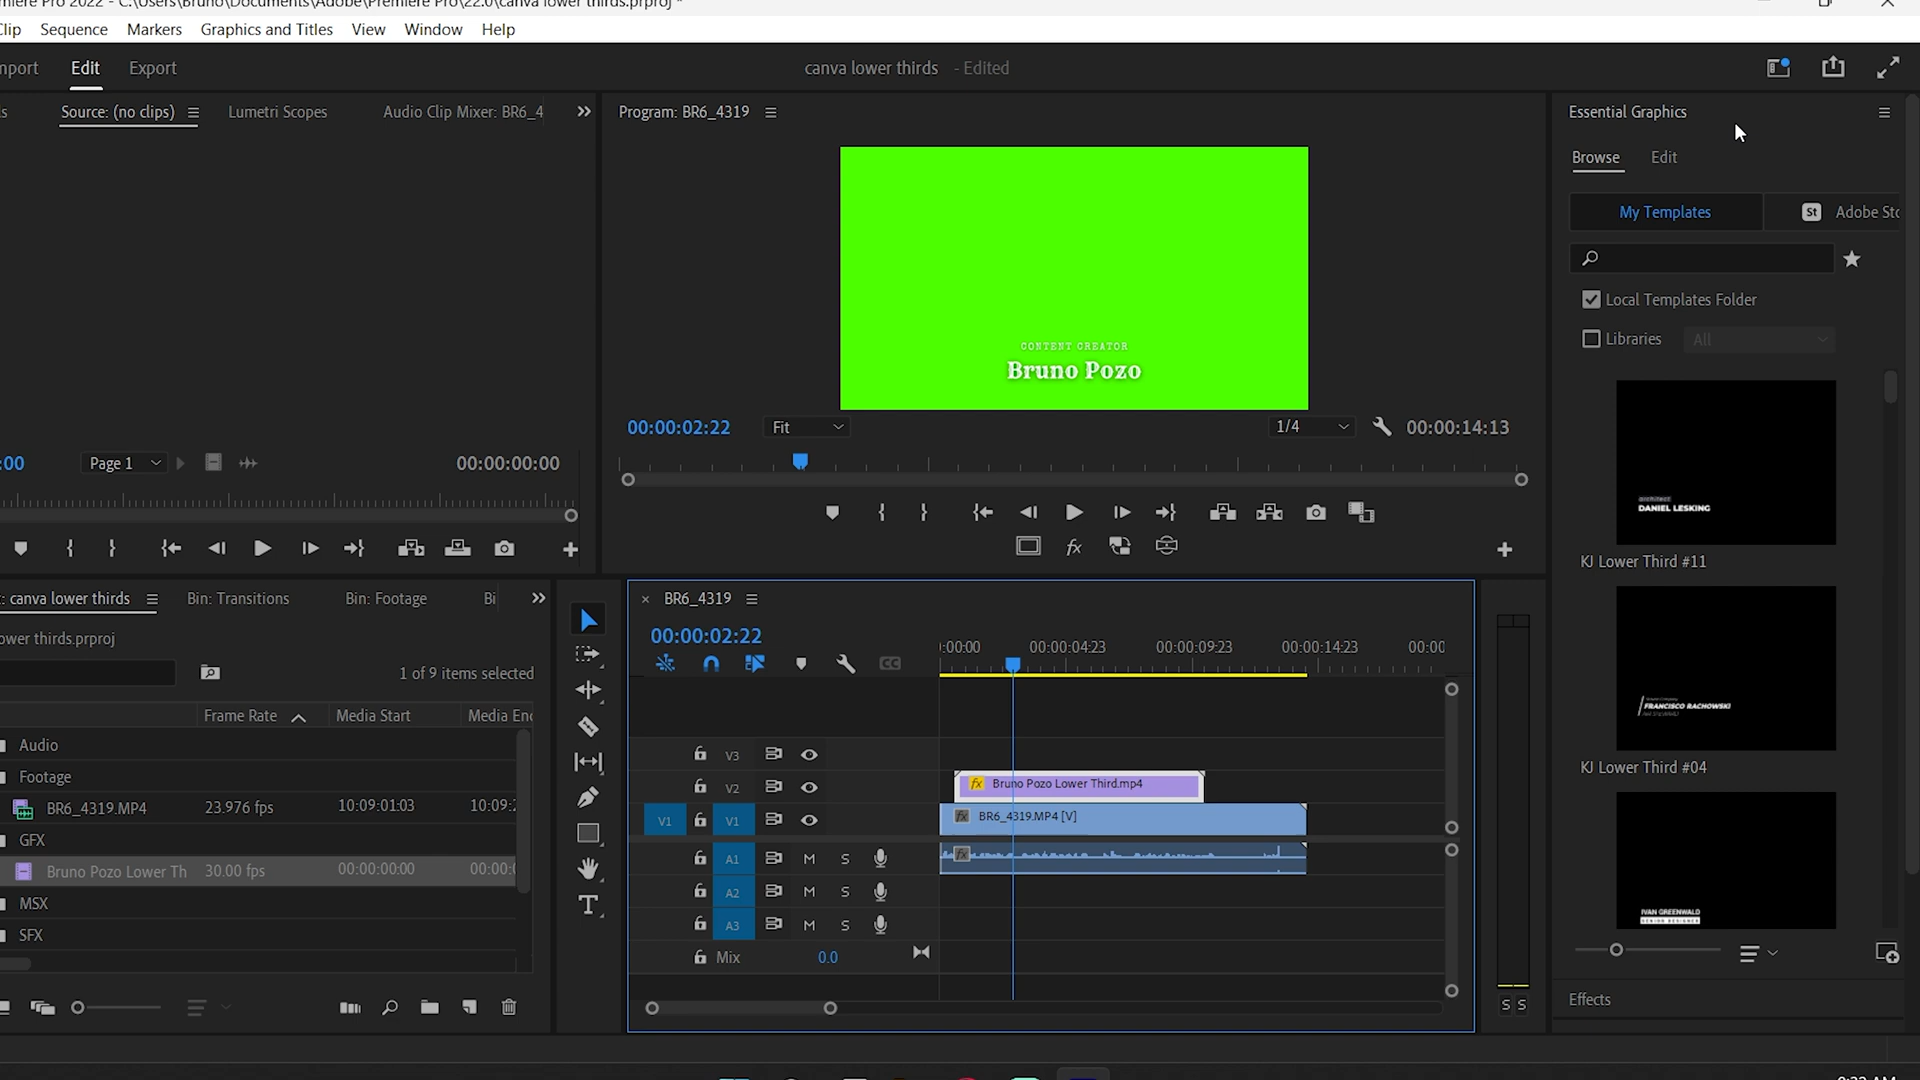 miere Pro 2022 - C:\Users\Bruno\Documents\Adobe\Premiere Pro\22.0\canva lower thirds.prproj *
Clip Sequence Markers Graphics and Titles View Window Help
mport Edit Export
canva lower thirds - Edited
Source: (no clips) Lumetri Scopes Audio Clip Mixer: BR6_4
Program: BR6_4319
Essential Graphics
Browse Edit
My Templates St Adobe Sto
Local Templates Folder
Libraries All
CONTENT CREATOR
Bruno Pozo
00:00:02:22 Fit 1/4 00:00:14:13
:00 Page 1 00:00:00:00
architect
DANIEL LESKING
KJ Lower Third #11
FRANCISCO RACHOWSKI
KJ Lower Third #04
IVAN GREENWALD
SENIOR DESIGNER
: canva lower thirds Bin: Transitions Bin: Footage Bi
ower thirds.prproj
1 of 9 items selected
Frame Rate Media Start Media End
Audio
Footage
BR6_4319.MP4 23.976 fps 10:09:01:03 10:09:2
GFX
Bruno Pozo Lower Th 30.00 fps 00:00:00:00 00:00:
MSX
SFX
× BR6_4319
00:00:02:22
:00:00 00:00:04:23 00:00:09:23 00:00:14:23 00:00
CC
V3
V2 fx Bruno Pozo Lower Third.mp4
V1 V1 fx BR6_4319.MP4 [V]
A1 M S fx
A2 M S
A3 M S
Mix 0.0
S S
Effects